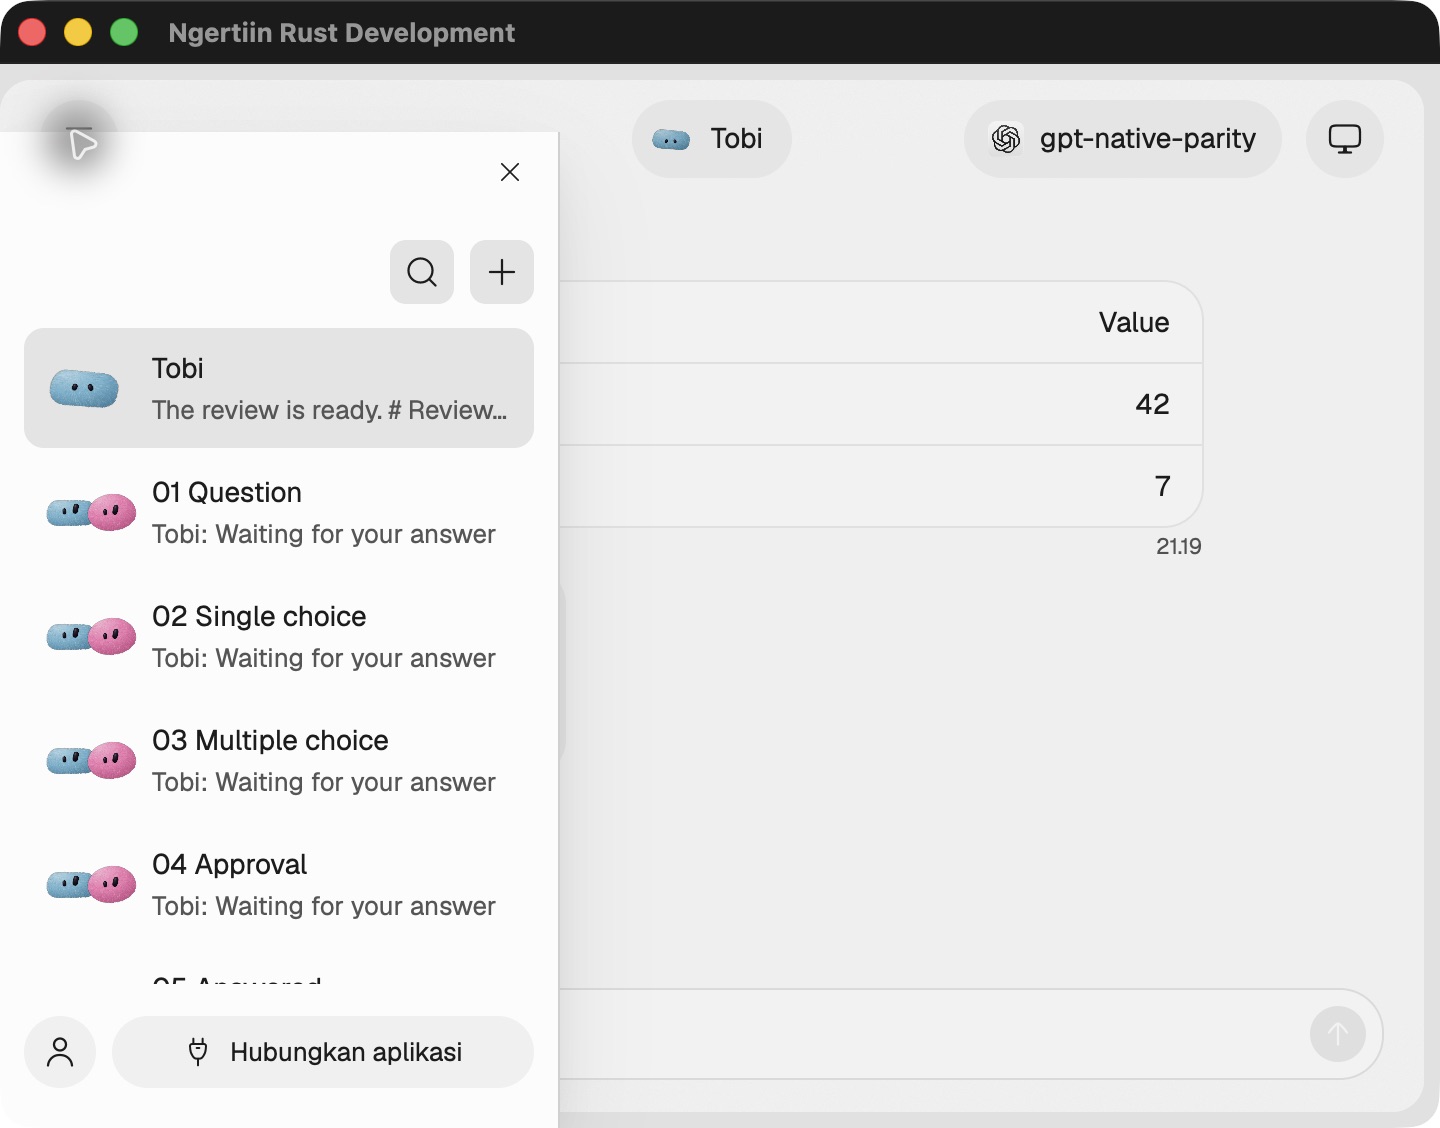 Ngertiin Rust Development
Tobi
gpt-native-parity
Tobi
The review is ready. # Review...
01 Question
Tobi: Waiting for your answer
02 Single choice
Tobi: Waiting for your answer
03 Multiple choice
Tobi: Waiting for your answer
04 Approval
Tobi: Waiting for your answer
05 Answered
Hubungkan aplikasi
Value
42
7
21.19